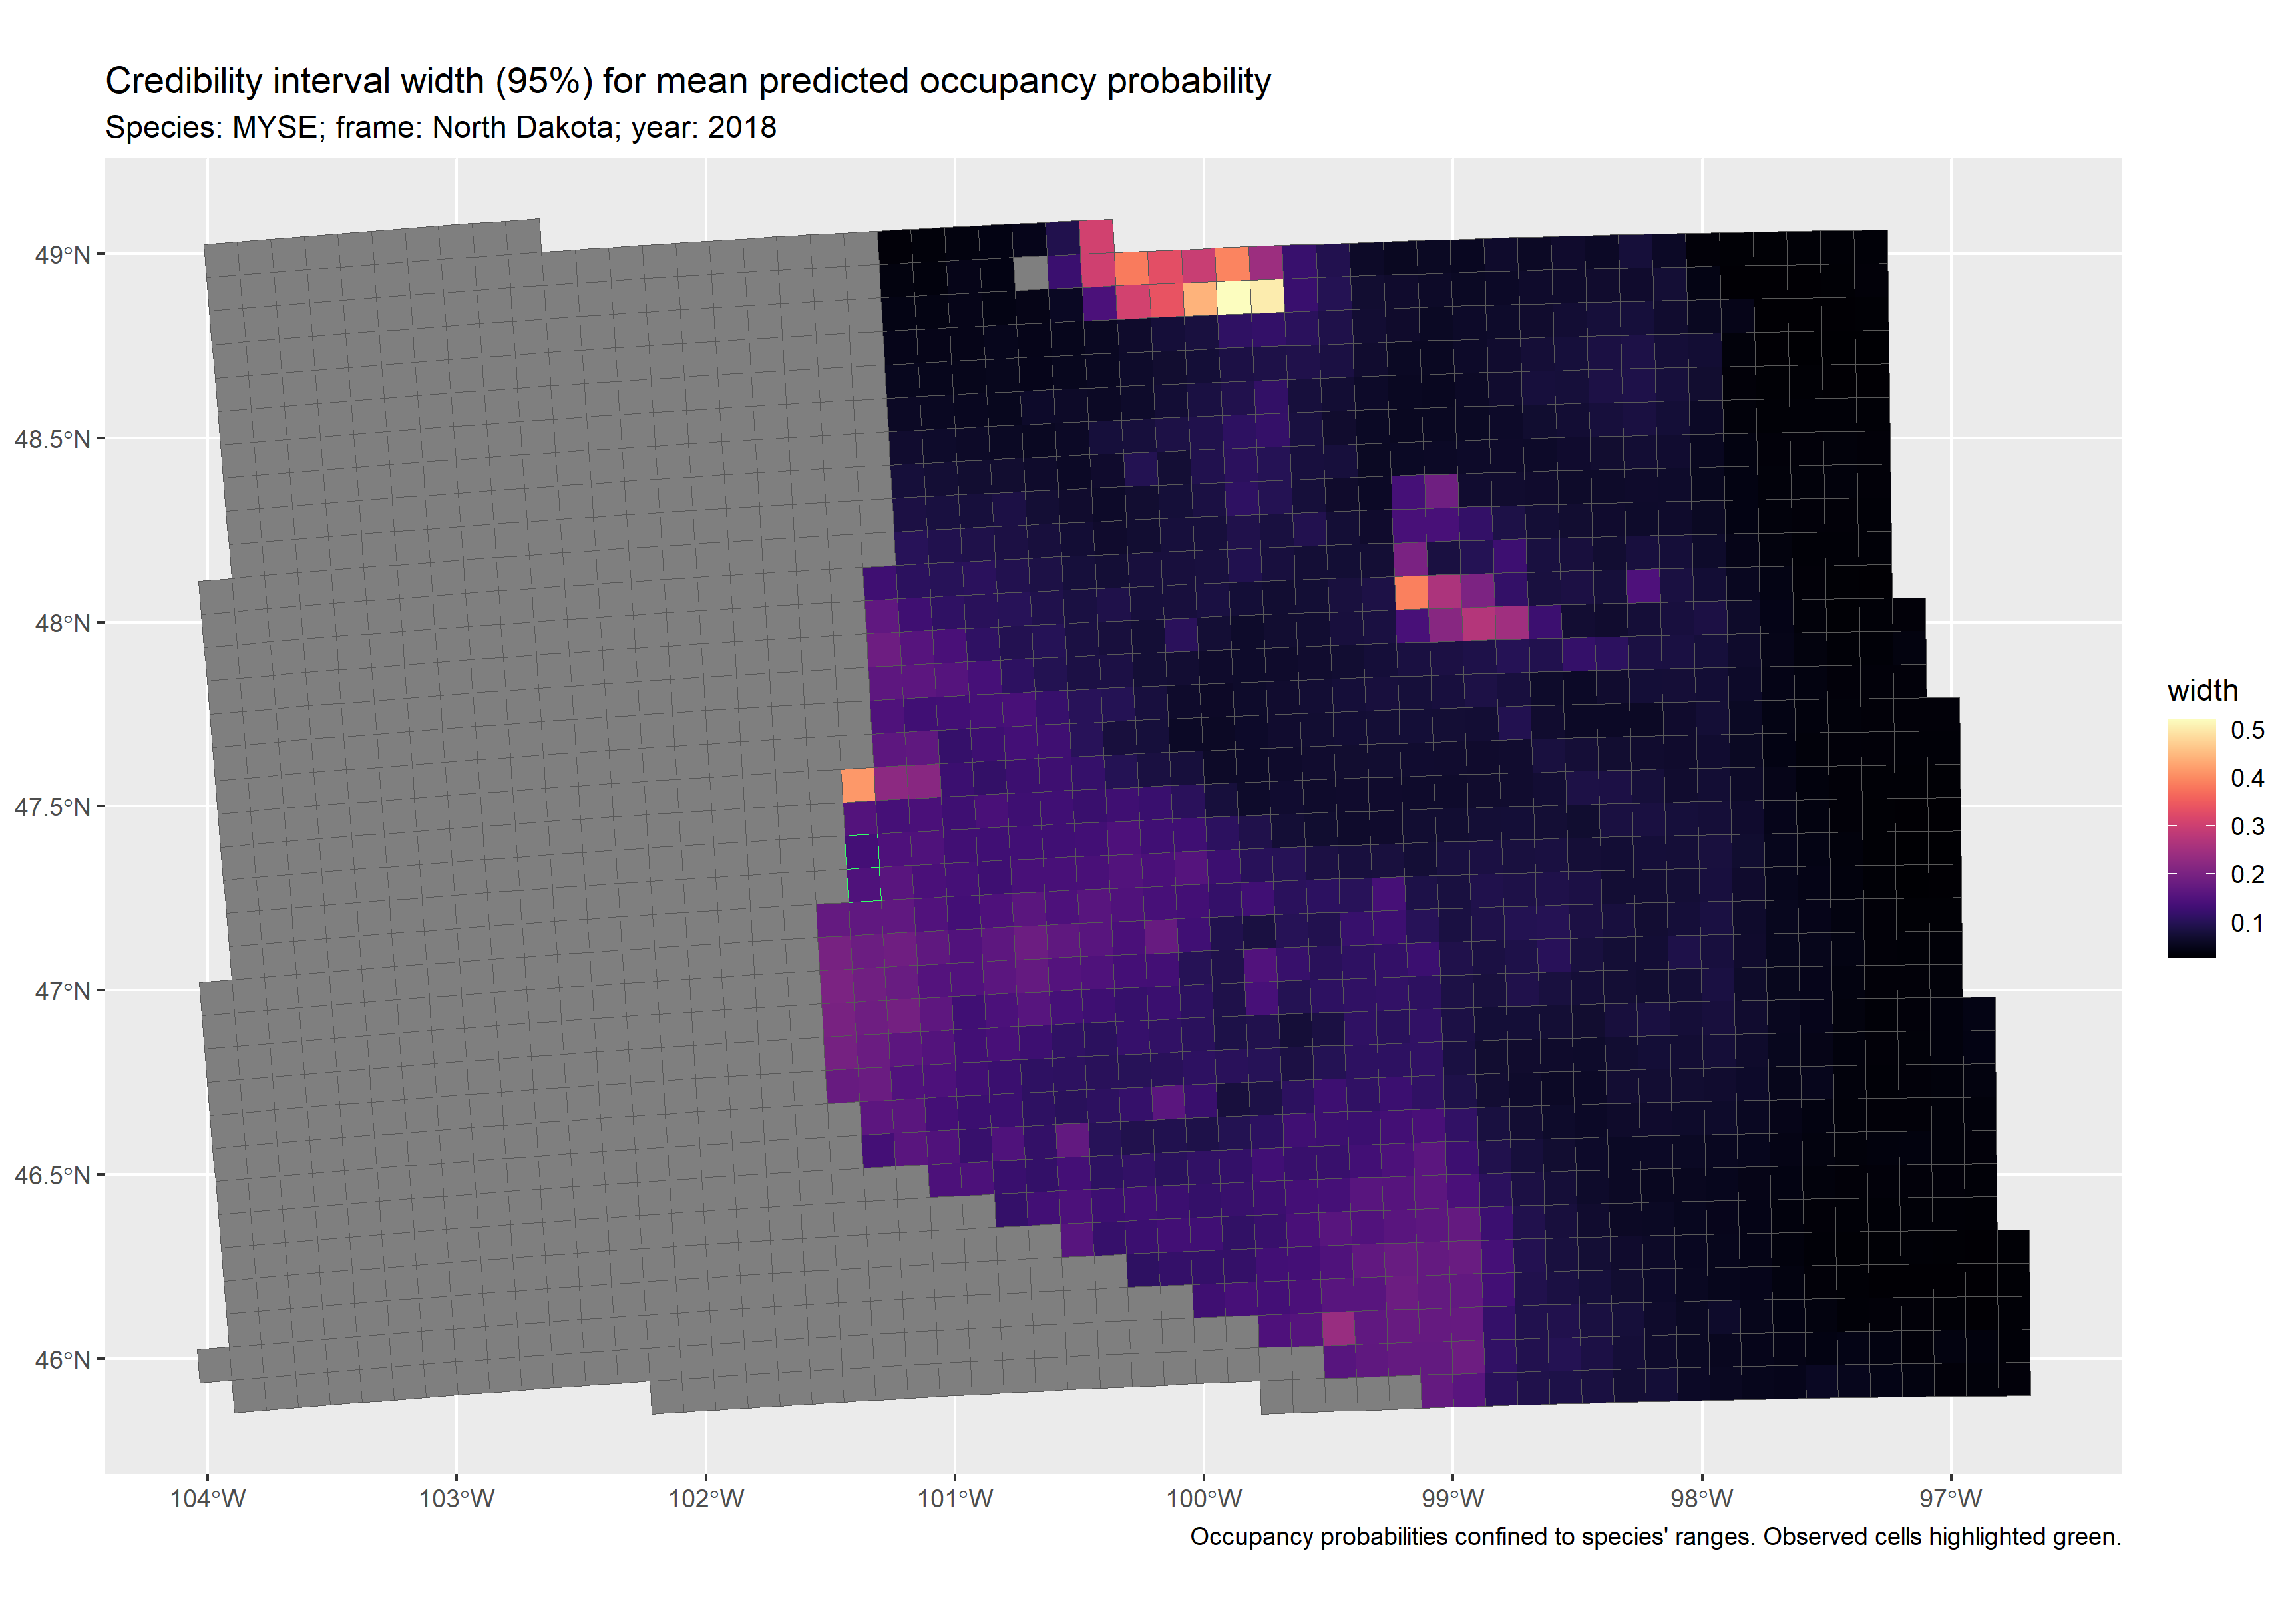 Credibility interval width (95%) for mean predicted occupancy probability
Species: MYSE; frame: North Dakota; year: 2018
49°N
48.5°N
48°N
47.5°N
47°N
46.5°N
46°N
104°W
103°W
102°W
101°W
100°W
99°W
98°W
97°W
width
0.5
0.4
0.3
0.2
0.1
Occupancy probabilities confined to species' ranges. Observed cells highlighted green.